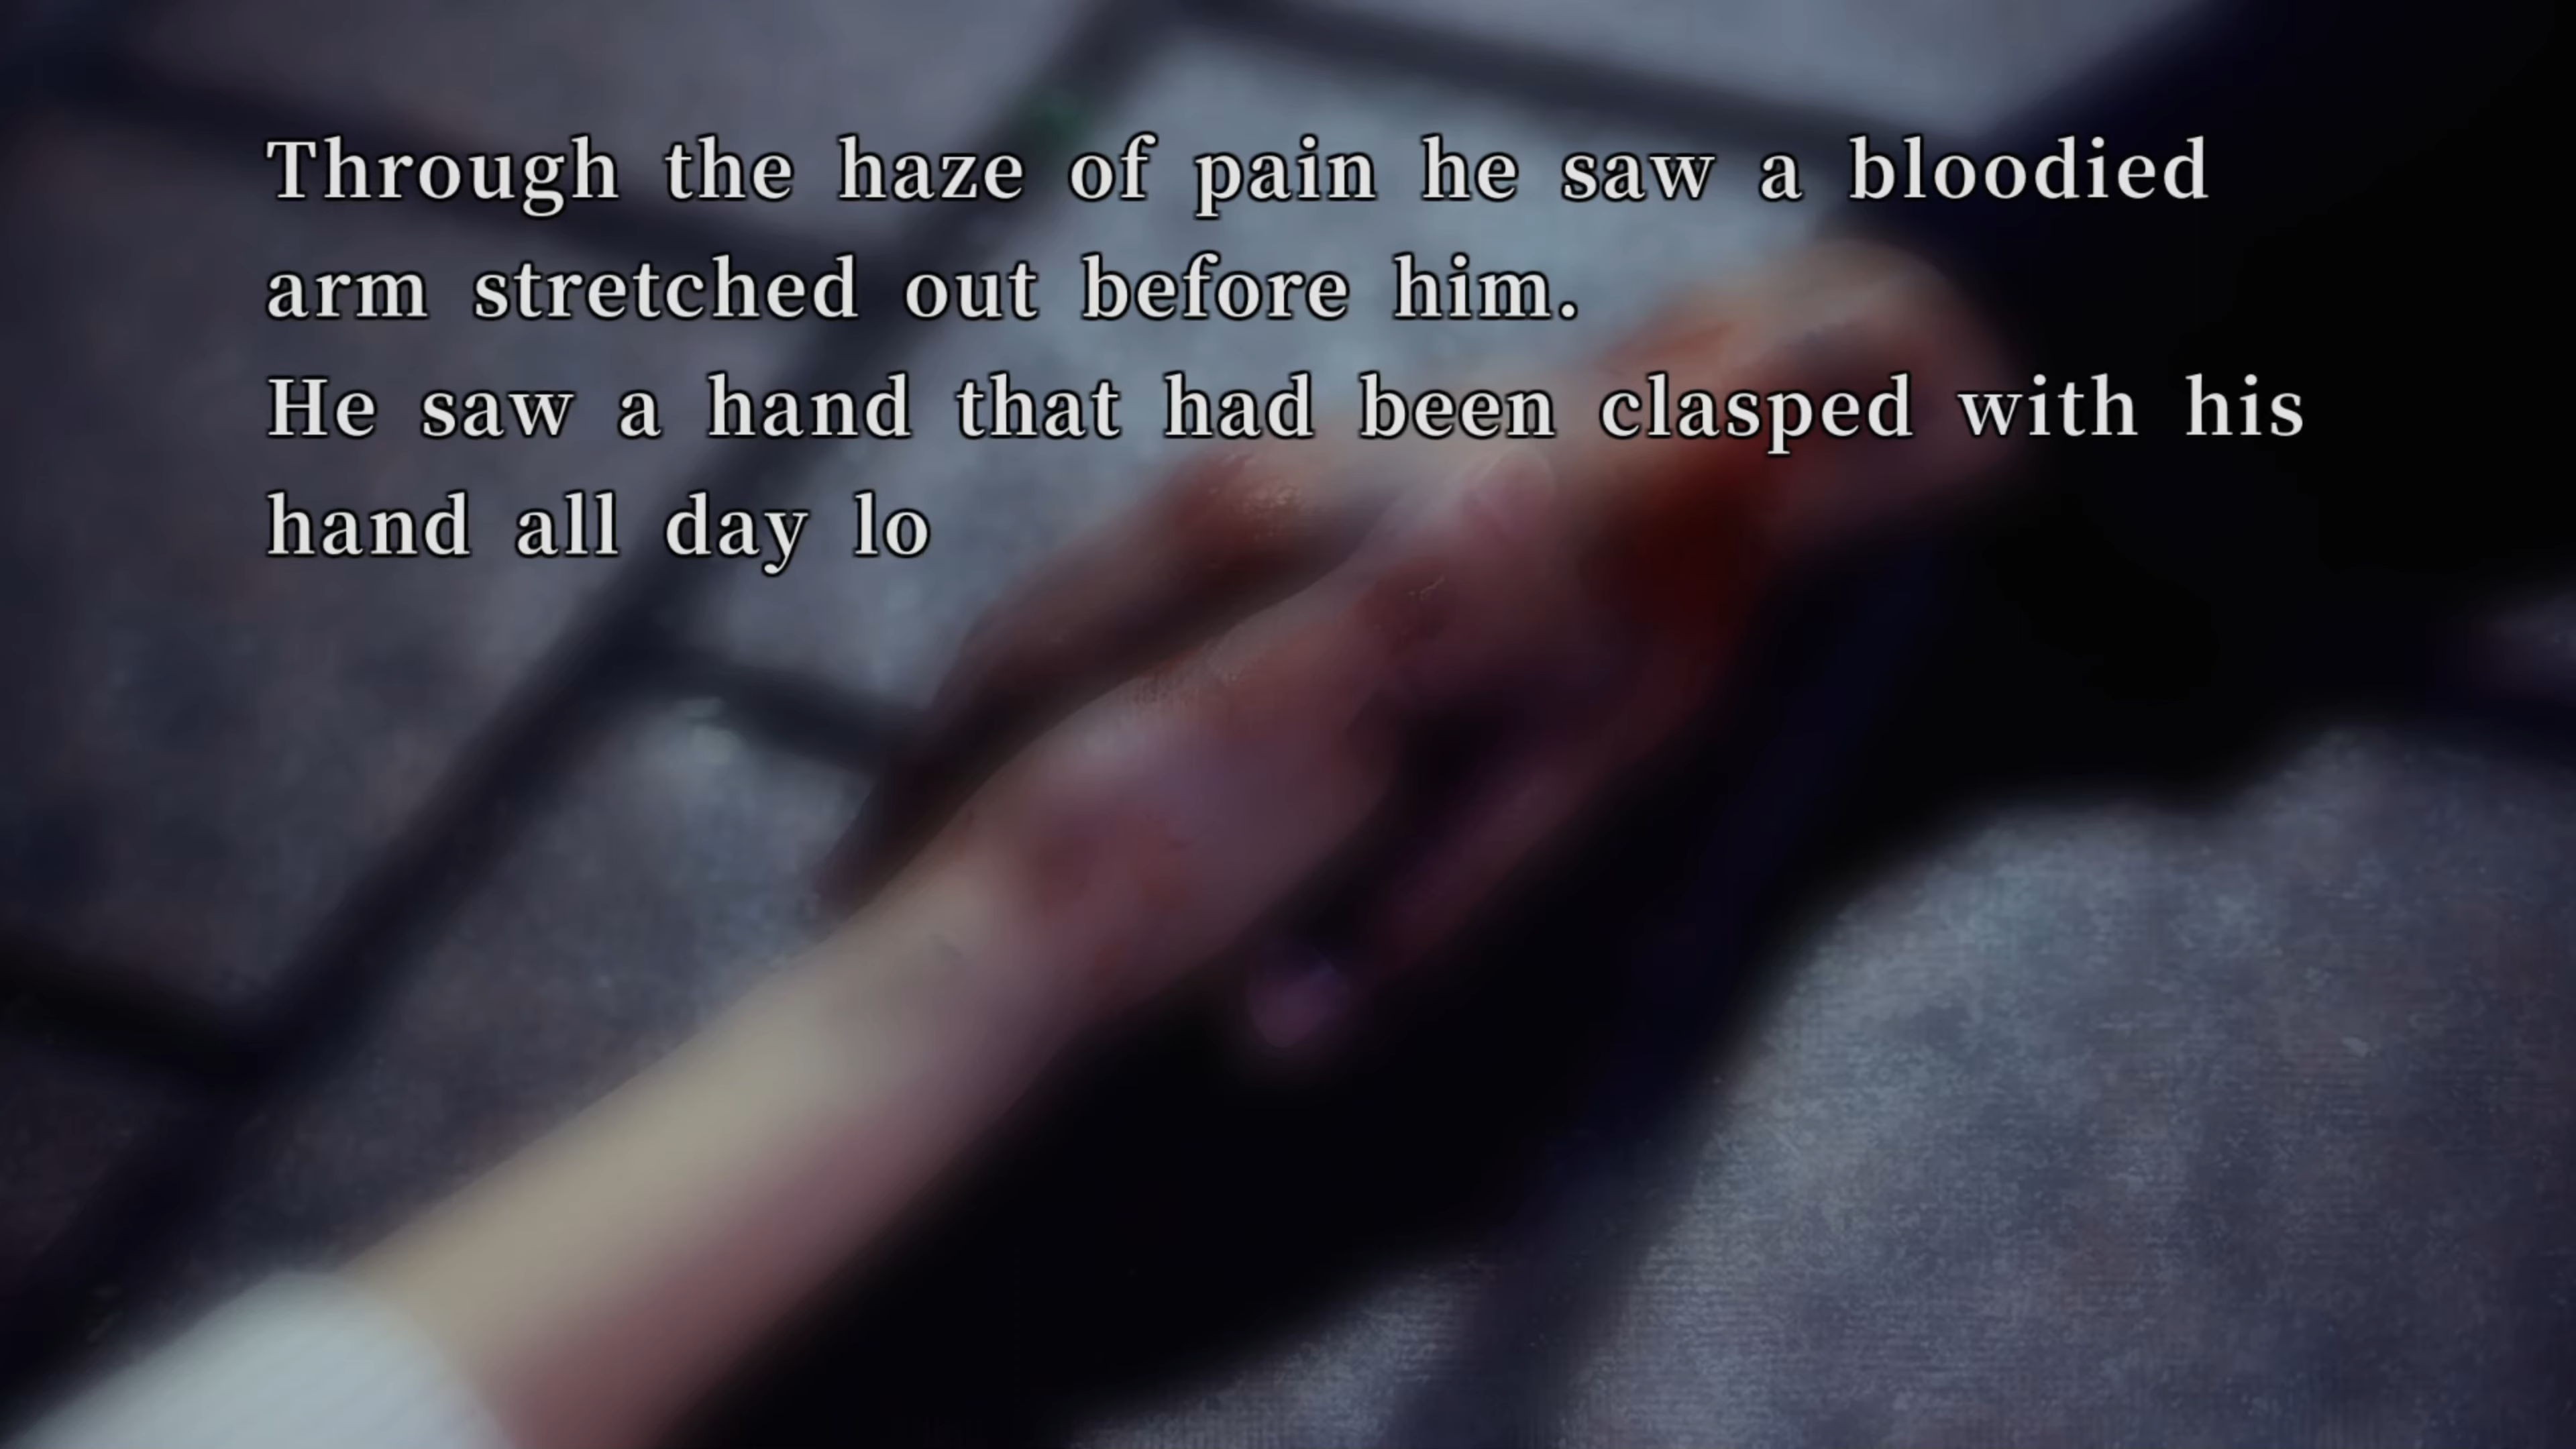 Through the haze of pain he saw a bloodied
arm stretched out before him.
He saw a hand that had been clasped with his
hand all day lo